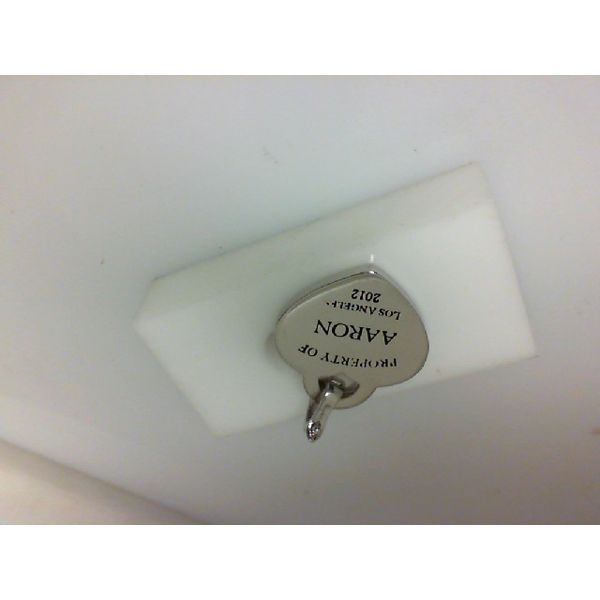 PROPERTY OF
AARON
LOS ANGELES
2012